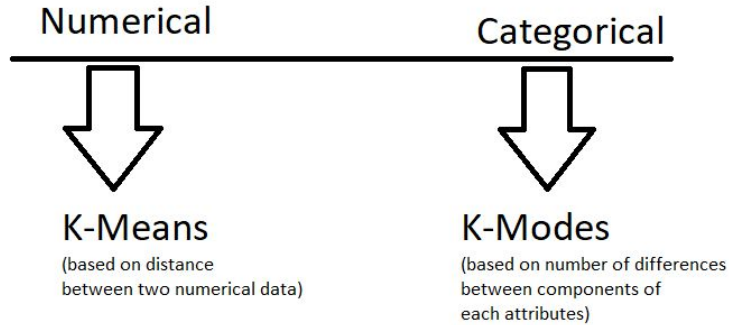 Numerical
Categorical
K-Means
(based on distance
between two numerical data)
K-Modes
(based on number of differences
between components of
each attributes)